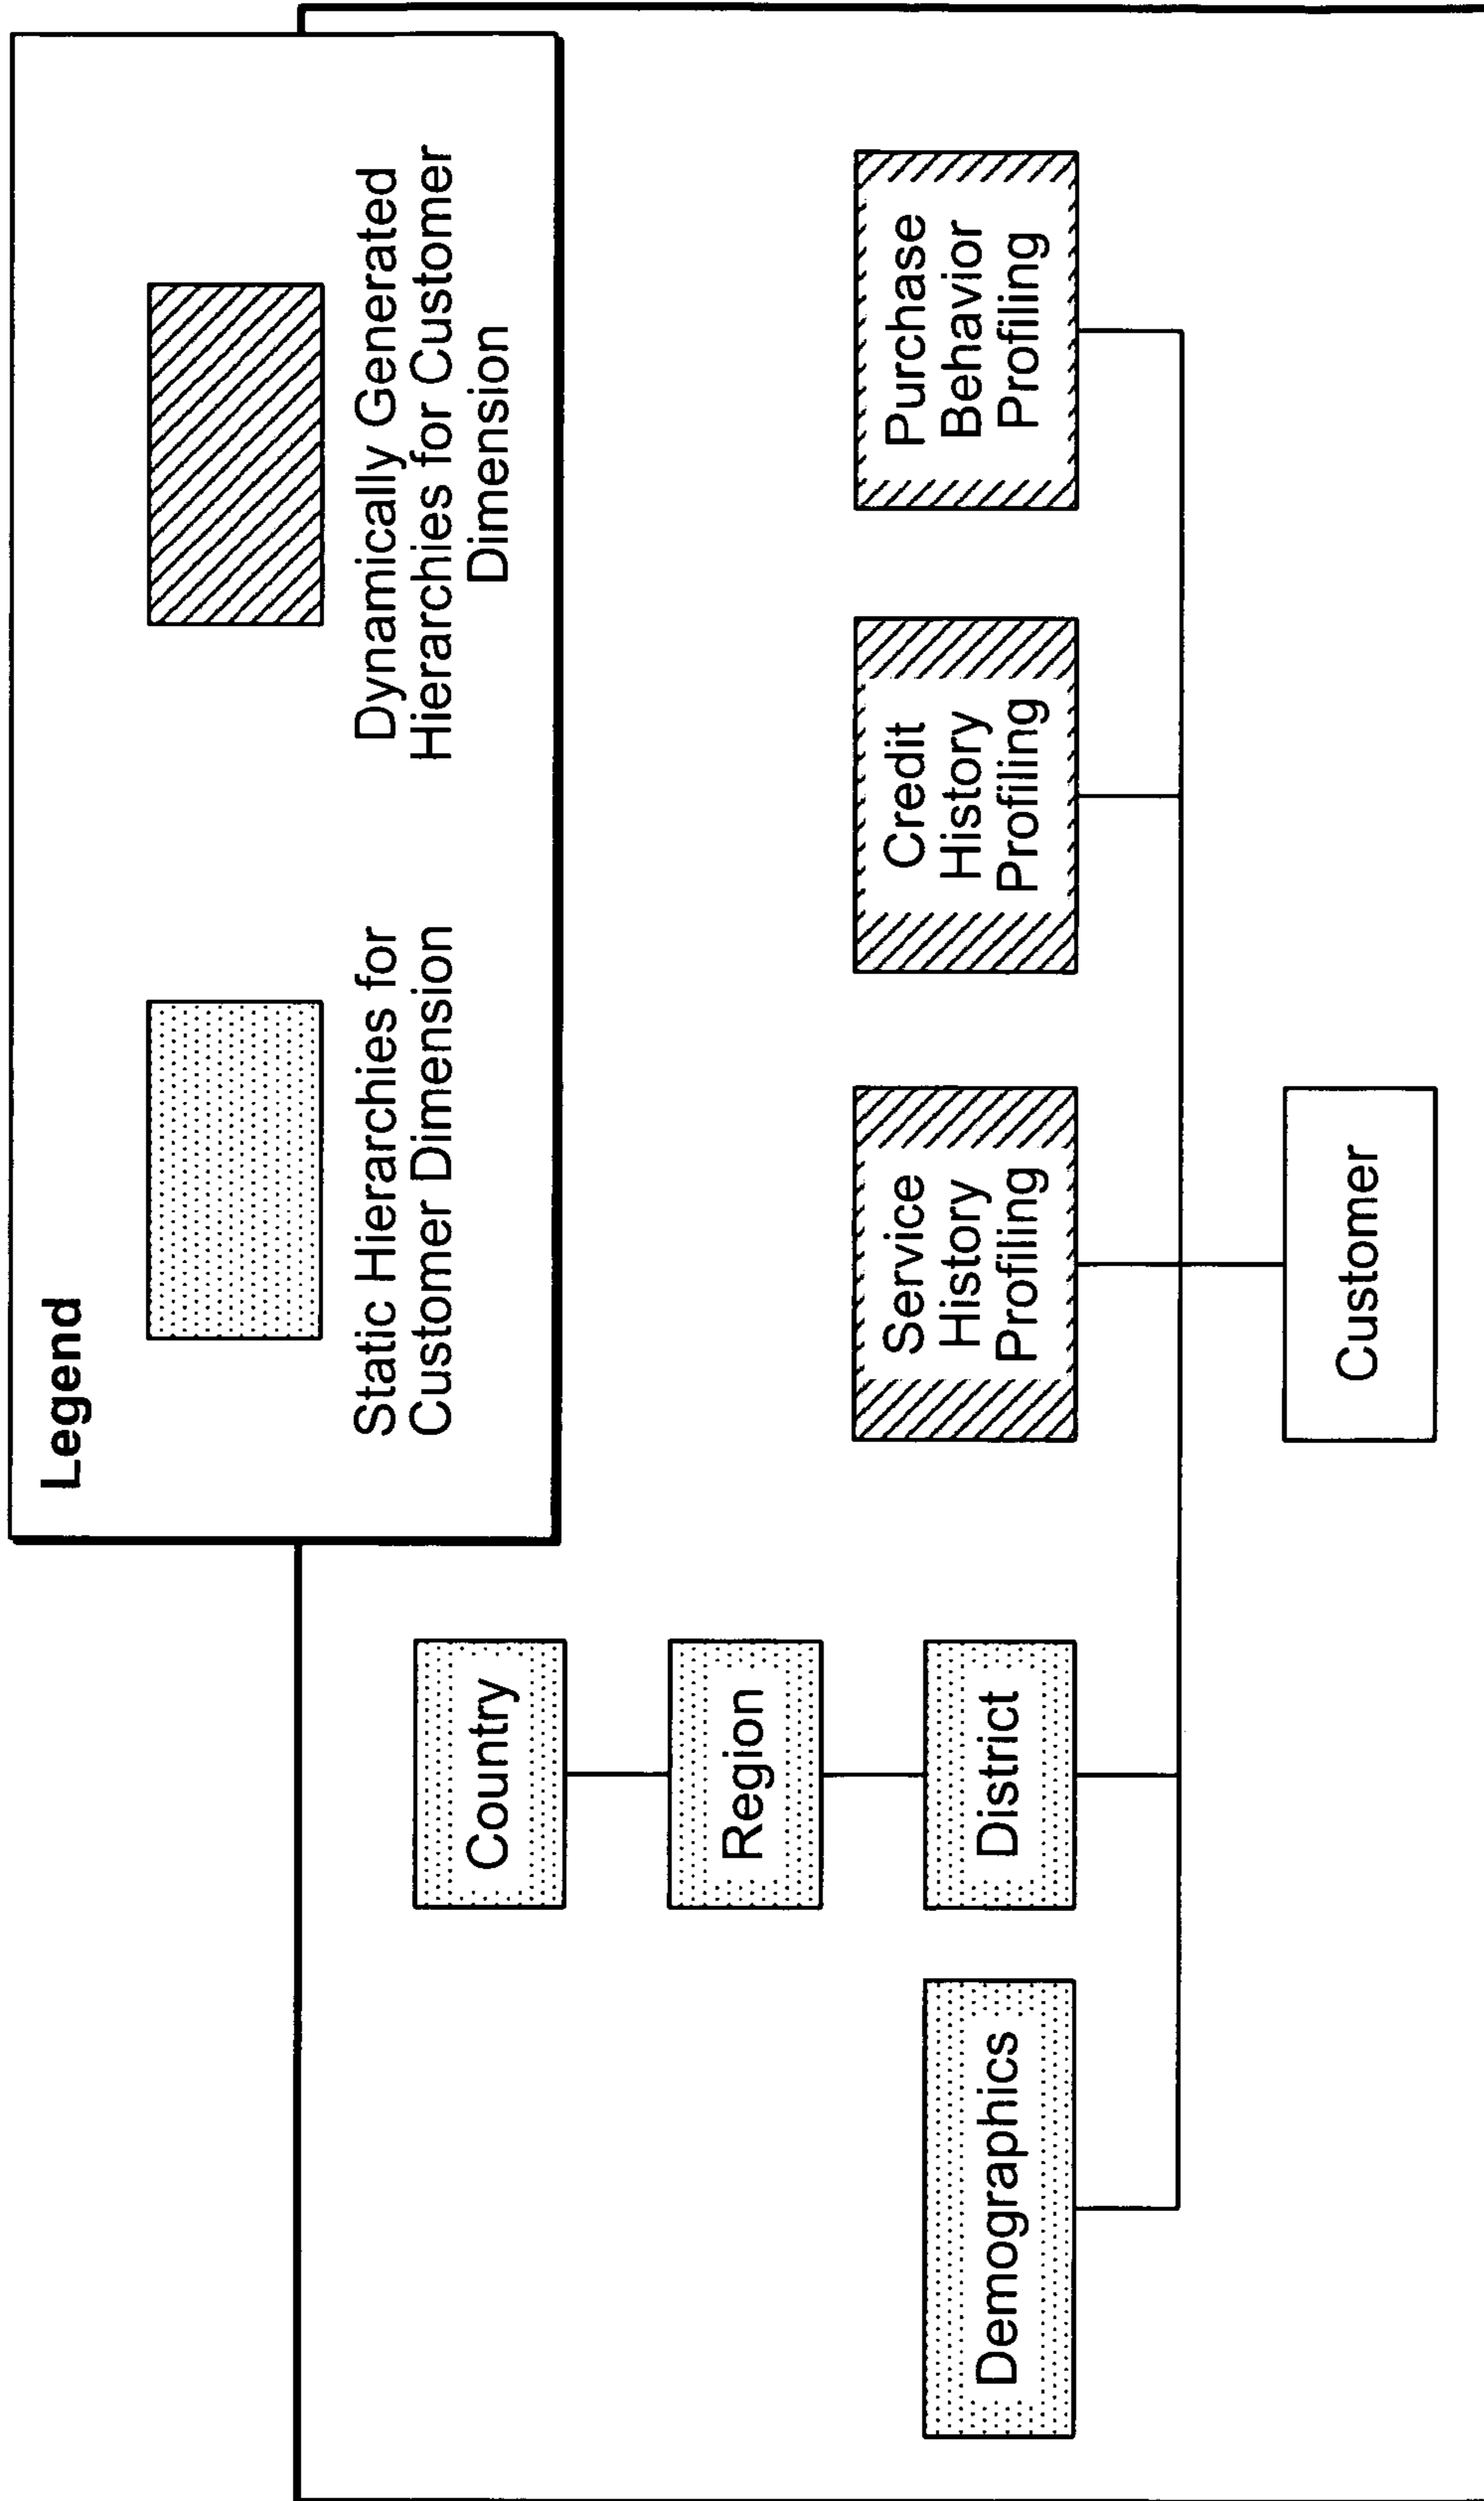 Legend
Static Hierarchies for
Customer Dimension
Dynamically Generated
Hierarchies for Customer
Dimension
Country
Region
Demographics
District
Service
History
Profiling
Credit
History
Profiling
Purchase
Behavior
Profiling
Customer